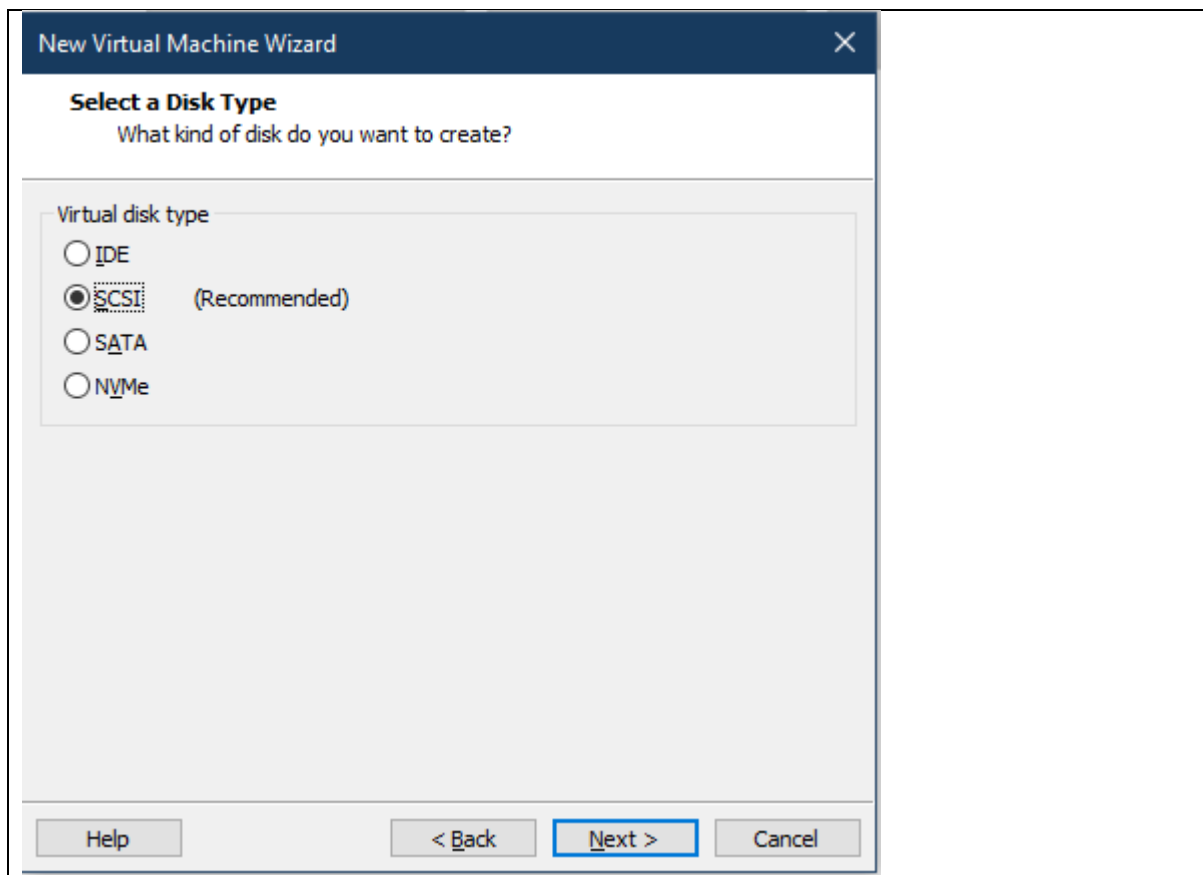 New Virtual Machine Wizard
Select a Disk Type
What kind of disk do you want to create?
Virtual disk type
IDE
SCSI (Recommended)
SATA
NVMe
Help < Back Next > Cancel